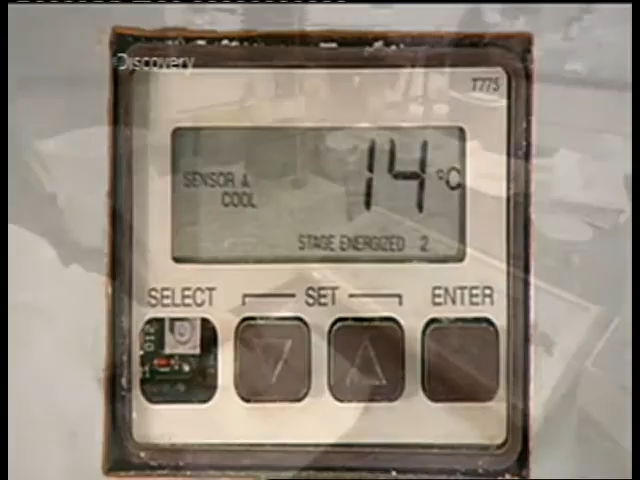 Discovery
T775
SENSOR A
COOL
14 °C
STAGE ENERGIZED 2
SELECT
SET
ENTER